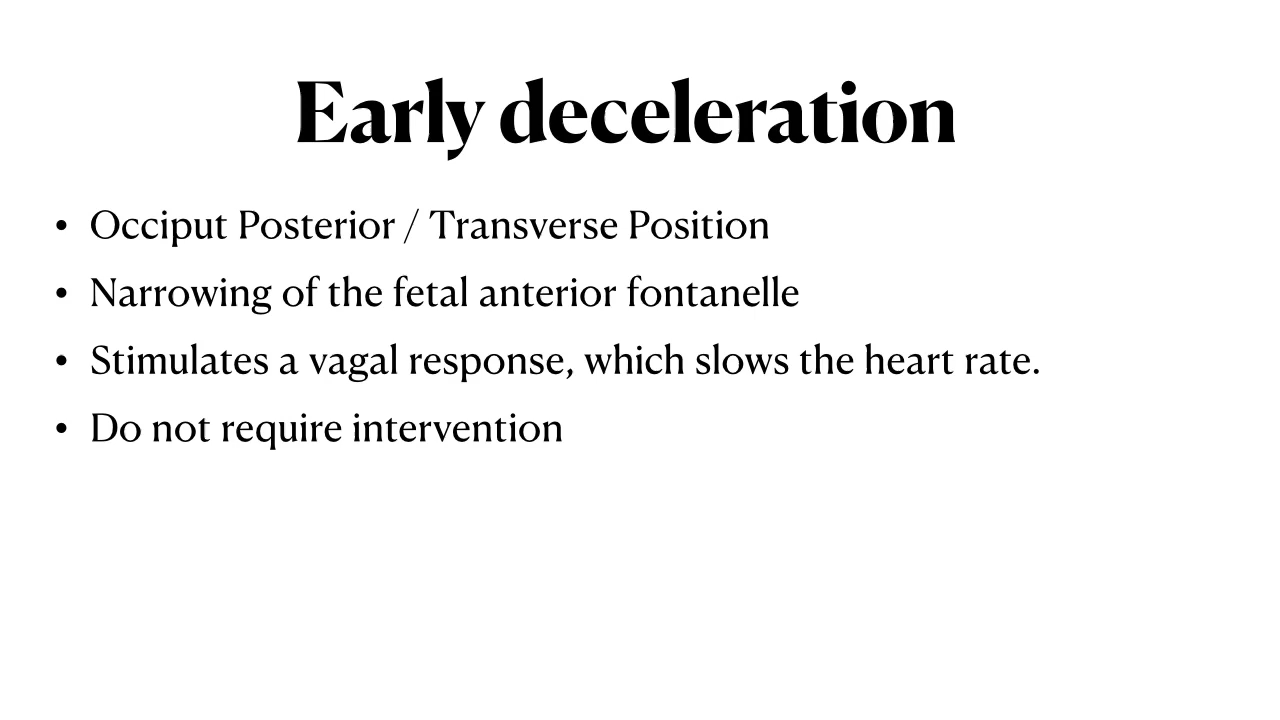 Early deceleration
• Occiput Posterior / Transverse Position
• Narrowing of the fetal anterior fontanelle
• Stimulates a vagal response, which slows the heart rate.
• Do not require intervention